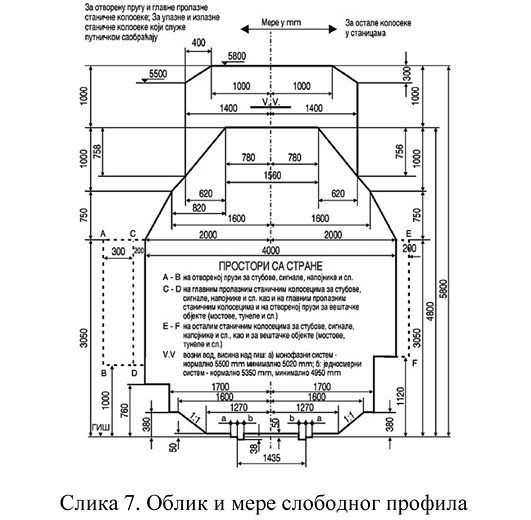 За отворену пругу и главне пролазне
станичне колосеке; За улазне и излазне
станичне колосеке који служе
путничком саобраћају
Мере у mm
За остале колосеке
у станицама
400
5800
5500
300
1000
1000
1000
1000
V.V.
1400
1400
758
1000
758
1000
780
780
1560
620
620
820
750
1600
1600
750
A
C
2000
2000
E
200
4000
200
300
ПРОСТОРИ СА СТРАНЕ
A - B на отвореној прузи за стубове, сигнале, напојнике и сл.
C - D на главним пролазним станичним колосецима за стубове,
сигнале, напојнике и сл. као и на главним пролазним
станичним колосецима и на отвореној прузи за вештачке
објекте (мостове, тунеле и сл.)
E - F на осталим станичним колосецима за стубове, сигнале,
напојнике и сл., као и за вештачке објекте (мостове,
тунеле и сл.)
V.V возни вод, висина над гиш: а) монофазни систем -
нормално 5500 mm минимално 5020 mm; б: једносмерни
систем - нормално 5350 mm, минимално 4950 mm
3050
3050
4800
5800
B
D
F
1700
1700
1600
1600
1270
1270
1000
760
1120
ГИШ
1:1
a
b
b
a
1:1
380
50
50
38
380
1435
Слика 7. Облик и мере слободног профила